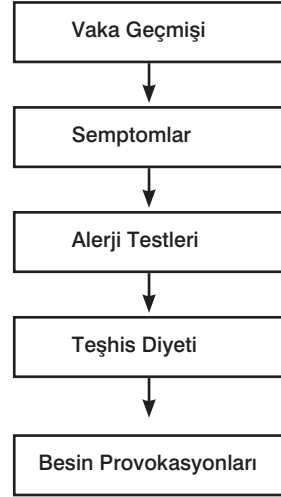 Vaka Geçmişi
Semptomlar
Alerji Testleri
Teşhis Diyeti
Besin Provokasyonları